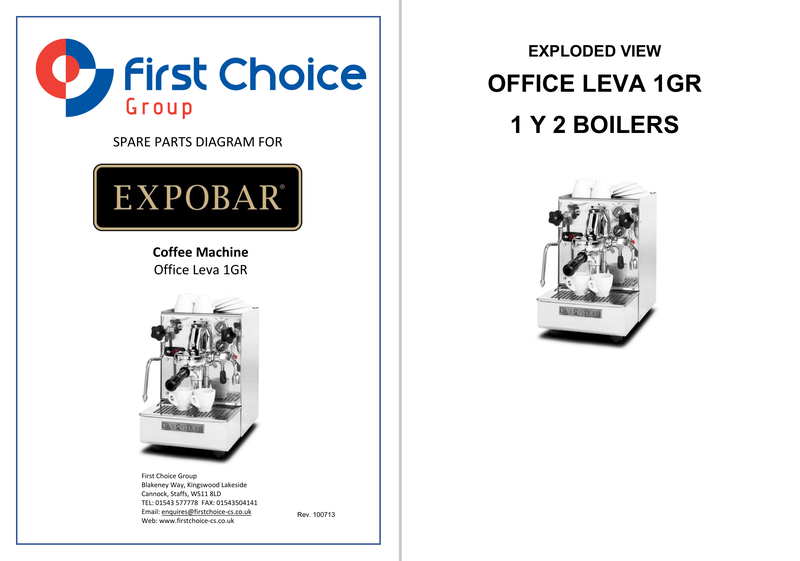 First Choice
Group
SPARE PARTS DIAGRAM FOR
EXPOBAR®
Coffee Machine
Office Leva 1GR
EXPOBAR
First Choice Group
Blakeney Way, Kingswood Lakeside
Cannock, Staffs, WS11 8LD
TEL: 01543 577778 FAX: 01543504141
Email: enquires@firstchoice-cs.co.uk
Web: www.firstchoice-cs.co.uk
Rev. 100713
EXPLODED VIEW
OFFICE LEVA 1GR
1 Y 2 BOILERS
EXPOBAR